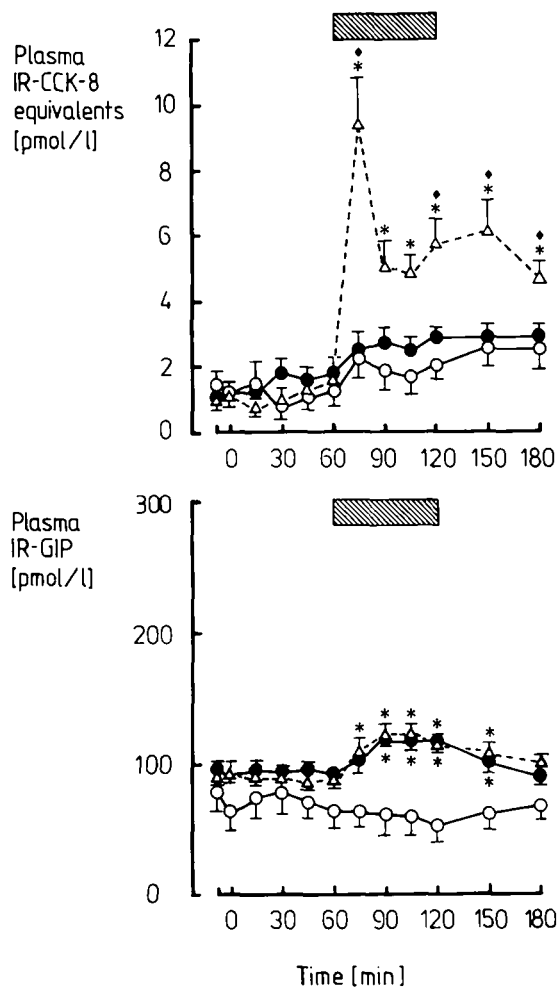 Plasma
IR-CCK-8
equivalents
[pmol/l]
12
10
8
6
4
2
0
♦
*
*
*
♦
*
♦
*
♦
*
0 30 60 90 120 150 180
Plasma
IR-GIP
[pmol/l]
300
200
100
0
* * * * *
* * * *
0 30 60 90 120 150 180
Time [min]